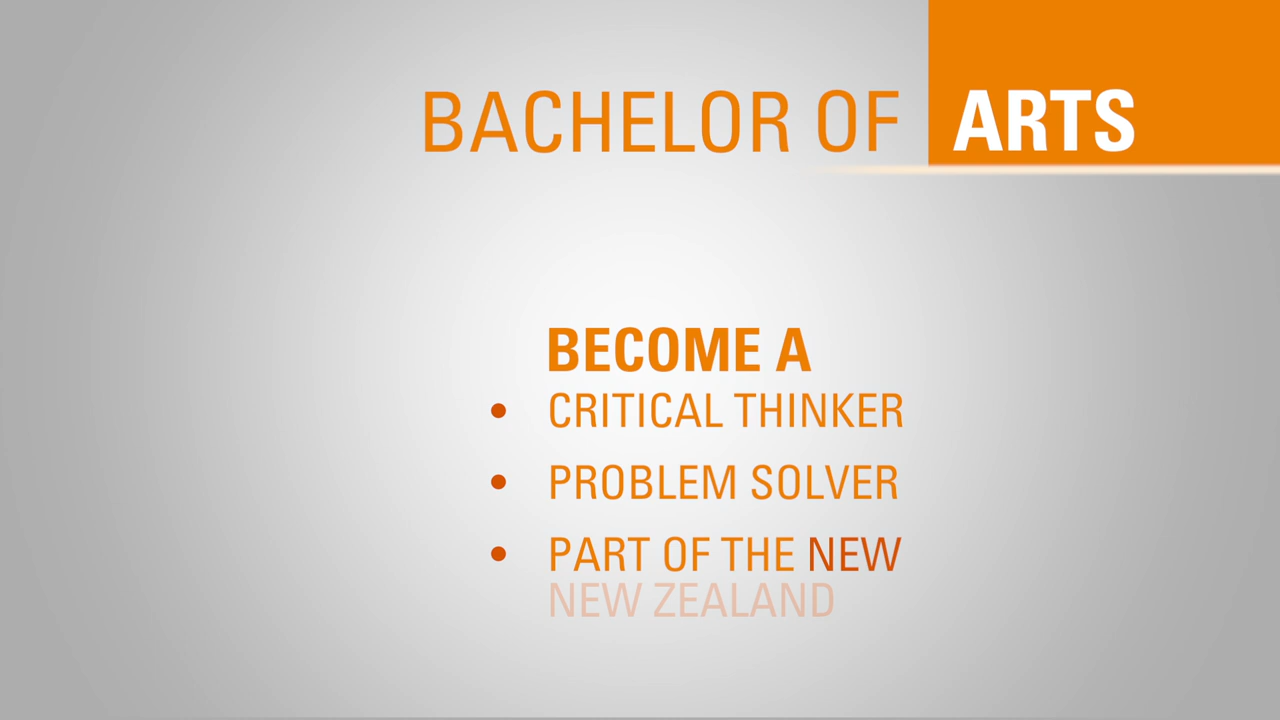 BACHELOR OF ARTS
BECOME A
• CRITICAL THINKER
• PROBLEM SOLVER
• PART OF THE NEW
NEW ZEALAND